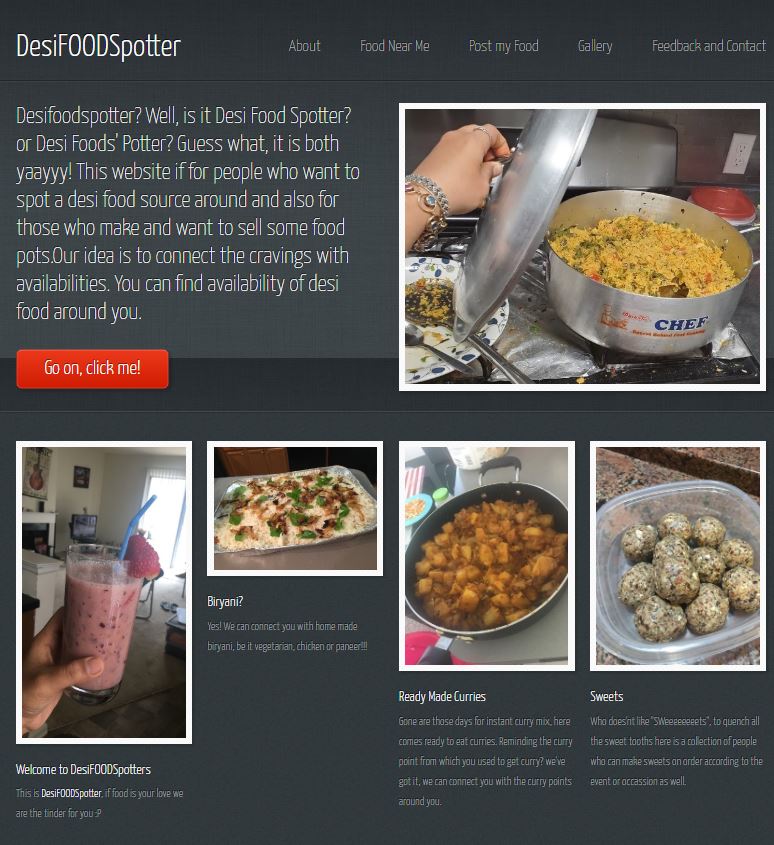 DesiFOODSpotter
About Food Near Me Post my Food Gallery Feedback and Contact
Desifoodspotter? Well, is it Desi Food Spotter?
or Desi Foods' Potter? Guess what, it is both
yaayyy! This website if for people who want to
spot a desi food source around and also for
those who make and want to sell some food
pots.Our idea is to connect the cravings with
availabilities. You can find availability of desi
food around you.
Go on, click me!
CHEF
Welcome to DesiFOODSpotters
This is DesiFOODSpotter, if food is your love we
are the tinder for you :P
Biryani?
Yes! We can connect you with home made
biryani, be it vegetarian, chicken or paneer!!!
Ready Made Curries
Gone are those days for instant curry mix, here
comes ready to eat curries. Reminding the curry
point from which you used to get curry? we've
got it, we can connect you with the curry points
around you.
Sweets
Who does'nt like "SWeeeeeeeets", to quench all
the sweet tooths here is a collection of people
who can make sweets on order according to the
event or occassion as well.